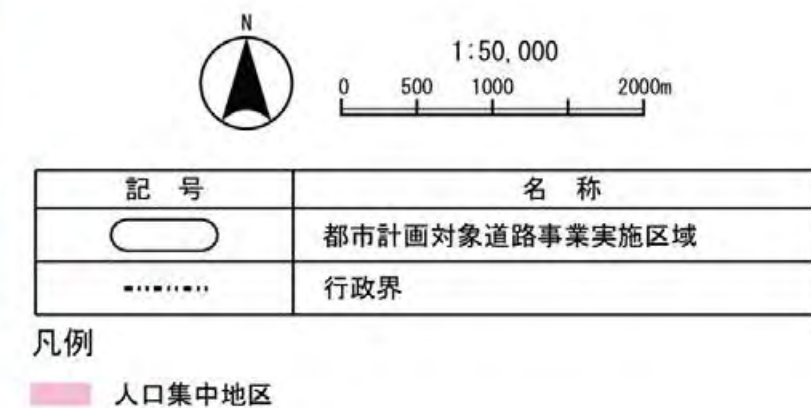 N
1:50,000
0 500 1000 2000m
記 号 名 称
都市計画対象道路事業実施区域
行政界
凡例
人口集中地区